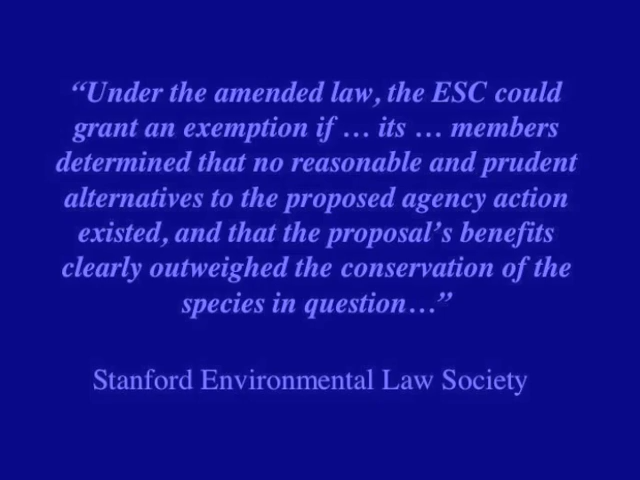 “Under the amended law, the ESC could
grant an exemption if … its … members
determined that no reasonable and prudent
alternatives to the proposed agency action
existed, and that the proposal’s benefits
clearly outweighed the conservation of the
species in question…”
Stanford Environmental Law Society